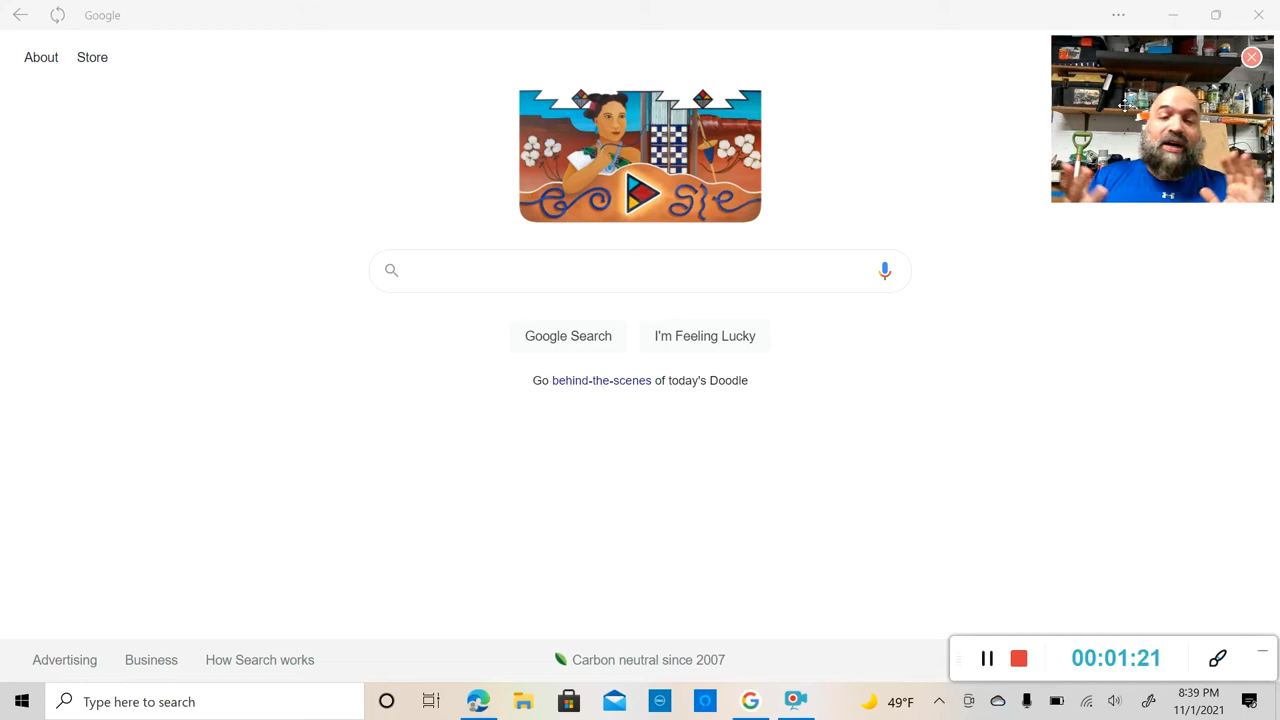 Google
About
Store
Google Search
I'm Feeling Lucky
Go behind-the-scenes of today's Doodle
Advertising
Business
How Search works
Carbon neutral since 2007
00:01:21
Type here to search
49°F
8:39 PM
11/1/2021